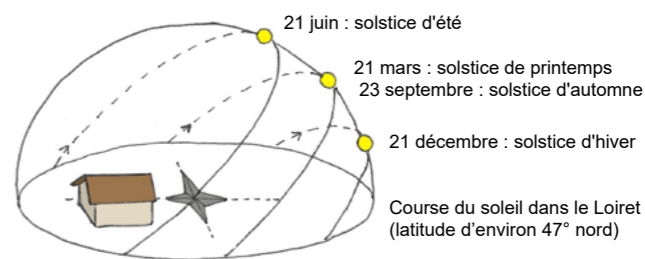 21 juin : solstice d'été
21 mars : solstice de printemps
23 septembre : solstice d'automne
21 décembre : solstice d'hiver
Course du soleil dans le Loiret
(latitude d’environ 47° nord)